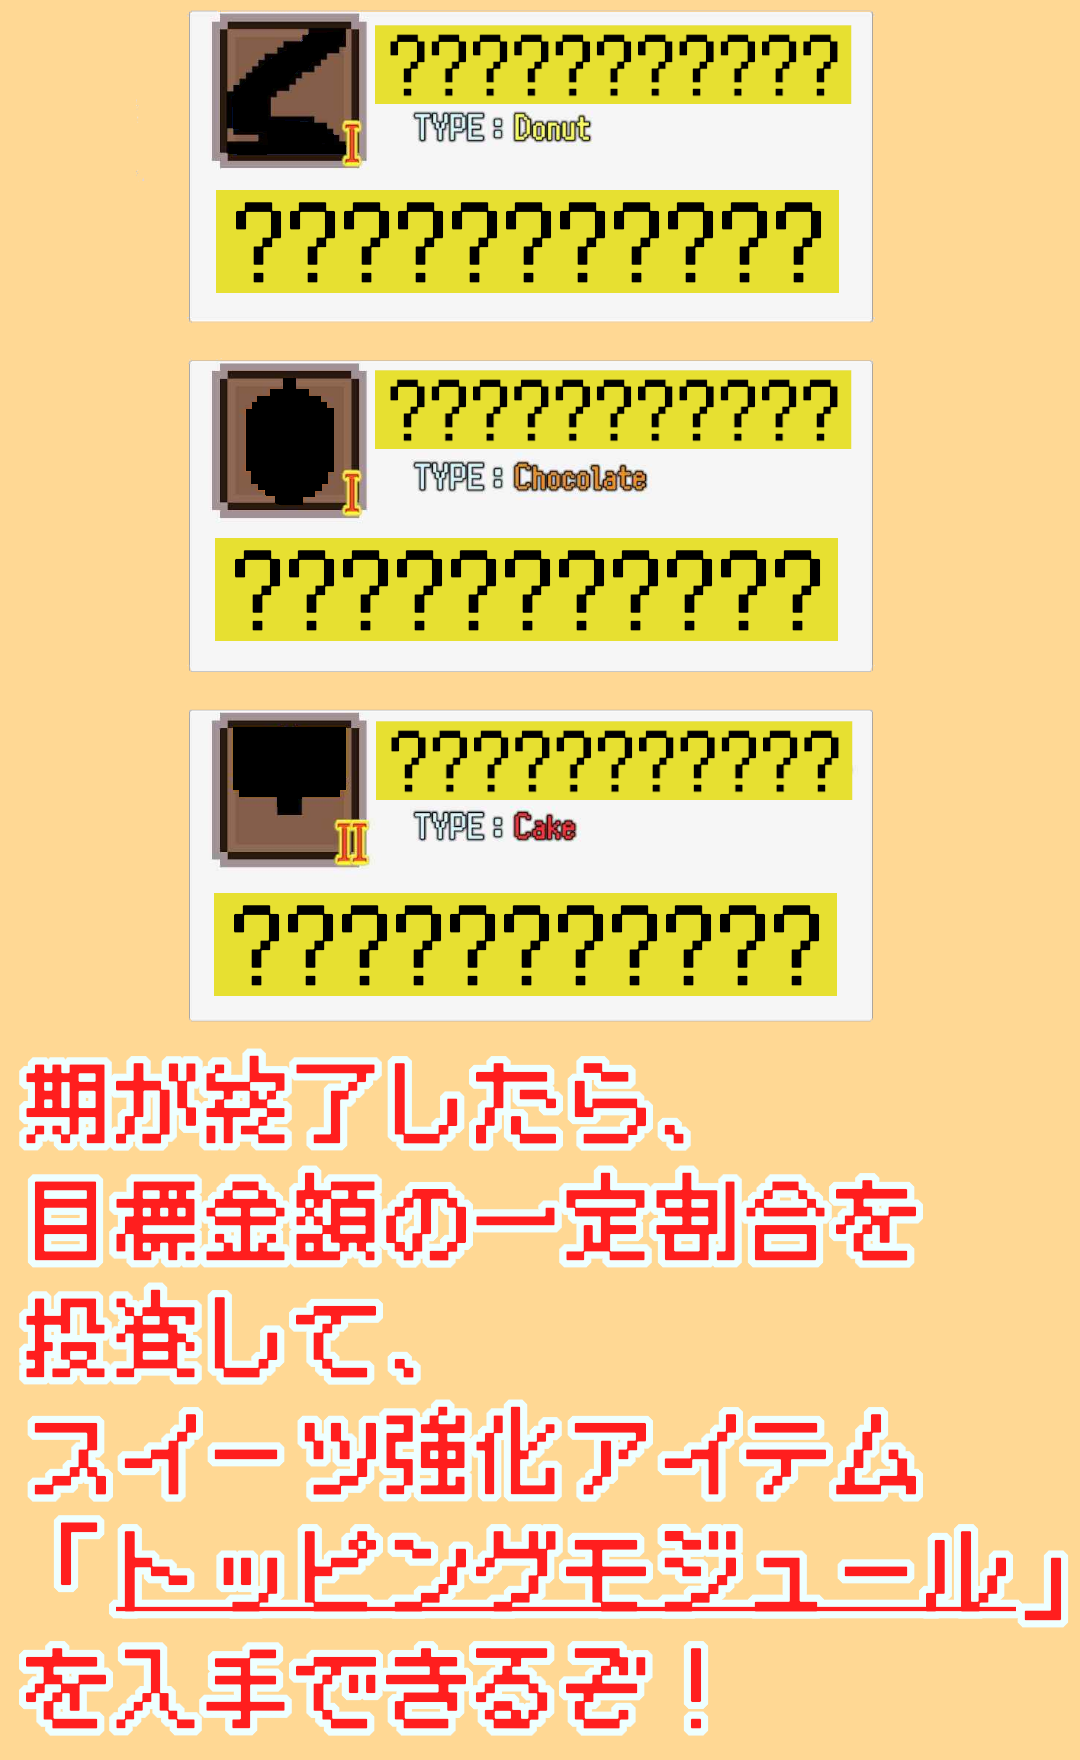 ???????????
I
TYPE：Donut
???????????
???????????
I
TYPE：Chocolate
???????????
???????????
II
TYPE：Cake
???????????
期が終了したら、
目標金額の一定割合を
投資して、
スイーツ強化アイテム
「トッピングモジュール」
を入手できるぞ！